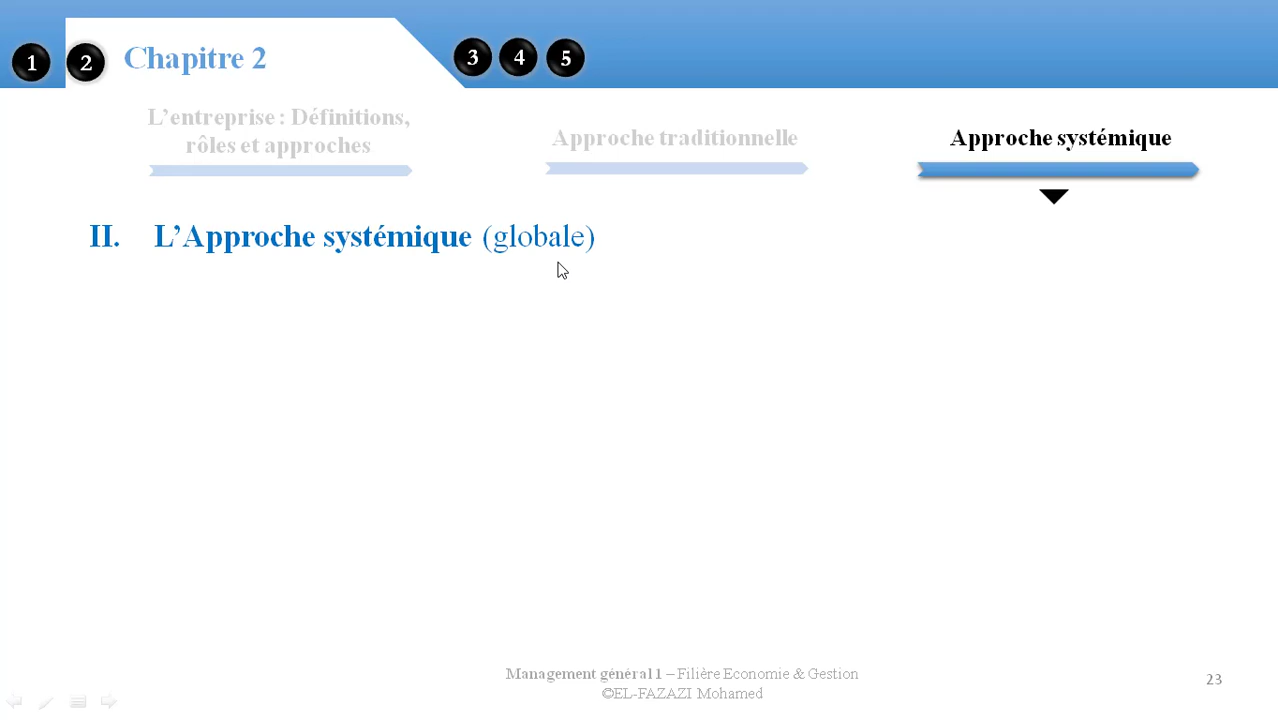 1 2 Chapitre 2 3 4 5
L’entreprise : Définitions,
rôles et approches
Approche traditionnelle
Approche systémique
II. L’Approche systémique (globale)
Management général 1 – Filière Economie & Gestion
©EL-FAZAZI Mohamed
23